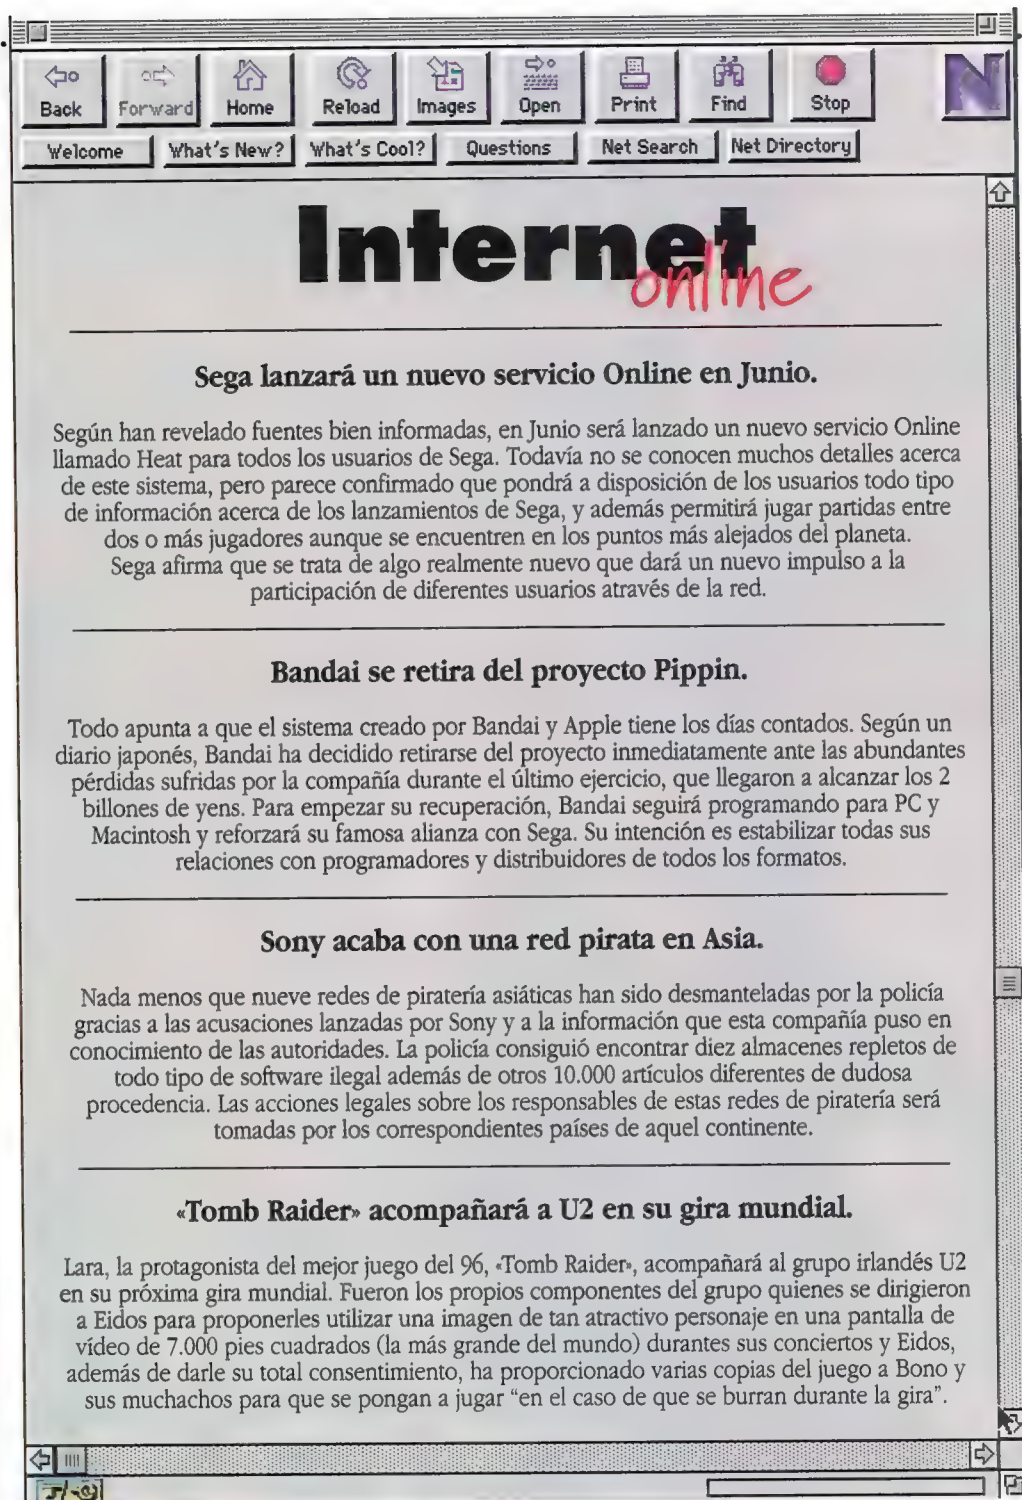 Back Forward Home Reload Images Open Print Find Stop N
Welcome What's New? What's Cool? Questions Net Search Net Directory
Internet
online
Sega lanzará un nuevo servicio Online en Junio.
Según han revelado fuentes bien informadas, en Junio será lanzado un nuevo servicio Online
llamado Heat para todos los usuarios de Sega. Todavía no se conocen muchos detalles acerca
de este sistema, pero parece confirmado que pondrá a disposición de los usuarios todo tipo
de información acerca de los lanzamientos de Sega, y además permitirá jugar partidas entre
dos o más jugadores aunque se encuentren en los puntos más alejados del planeta.
Sega afirma que se trata de algo realmente nuevo que dará un nuevo impulso a la
participación de diferentes usuarios através de la red.
Bandai se retira del proyecto Pippin.
Todo apunta a que el sistema creado por Bandai y Apple tiene los días contados. Según un
diario japonés, Bandai ha decidido retirarse del proyecto inmediatamente ante las abundantes
pérdidas sufridas por la compañía durante el último ejercicio, que llegaron a alcanzar los 2
billones de yens. Para empezar su recuperación, Bandai seguirá programando para PC y
Macintosh y reforzará su famosa alianza con Sega. Su intención es estabilizar todas sus
relaciones con programadores y distribuidores de todos los formatos.
Sony acaba con una red pirata en Asia.
Nada menos que nueve redes de piratería asiáticas han sido desmanteladas por la policía
gracias a las acusaciones lanzadas por Sony y a la información que esta compañía puso en
conocimiento de las autoridades. La policía consiguió encontrar diez almacenes repletos de
todo tipo de software ilegal además de otros 10.000 artículos diferentes de dudosa
procedencia. Las acciones legales sobre los responsables de estas redes de piratería será
tomadas por los correspondientes países de aquel continente.
«Tomb Raider» acompañará a U2 en su gira mundial.
Lara, la protagonista del mejor juego del 96, «Tomb Raider», acompañará al grupo irlandés U2
en su próxima gira mundial. Fueron los propios componentes del grupo quienes se dirigieron
a Eidos para proponerles utilizar una imagen de tan atractivo personaje en una pantalla de
vídeo de 7.000 pies cuadrados (la más grande del mundo) durantes sus conciertos y Eidos,
además de darle su total consentimiento, ha proporcionado varias copias del juego a Bono y
sus muchachos para que se pongan a jugar “en el caso de que se burran durante la gira”.